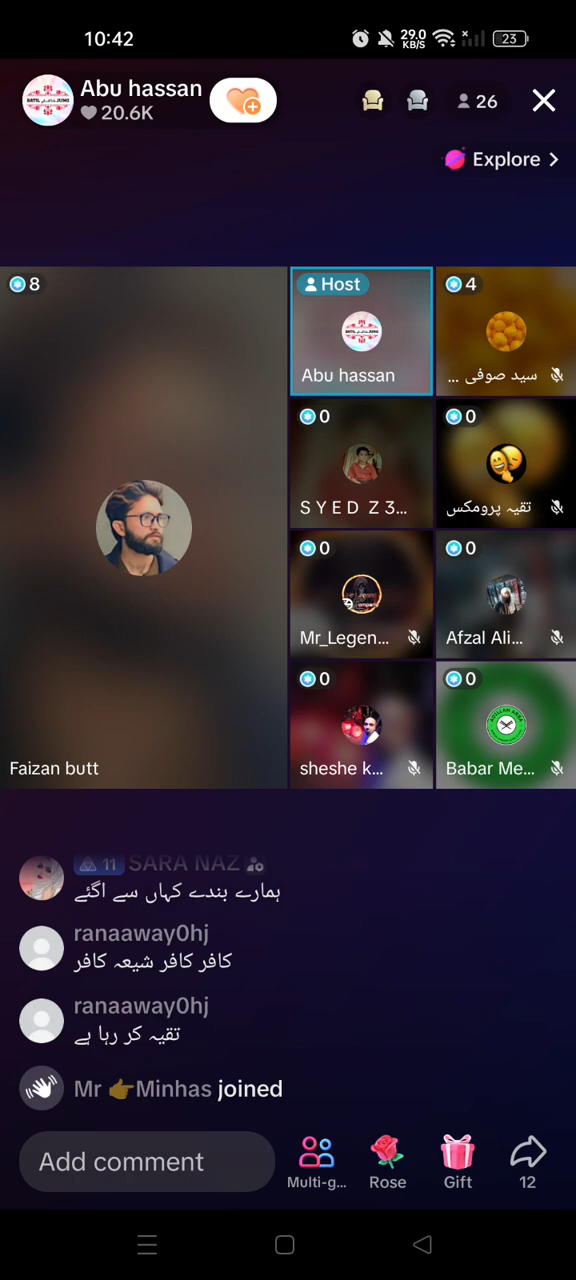 10:42
29.0
KB/S
23
Abu hassan
20.6K
26
Explore
8
Host
Abu hassan
4
سید صوفی ...
0
S Y E D Z 3...
0
تقیہ پرومکس
0
Mr_Legen...
0
Afzal Ali...
0
sheshe k...
0
Babar Me...
Faizan butt
11 SARA NAZ
ہمارے بندے کہاں سے اگئے
ranaaway0hj
کافر کافر شیعہ کافر
ranaaway0hj
تقیہ کر رہا ہے
Mr 👉Minhas joined
Add comment
Multi-g...
Rose
Gift
12